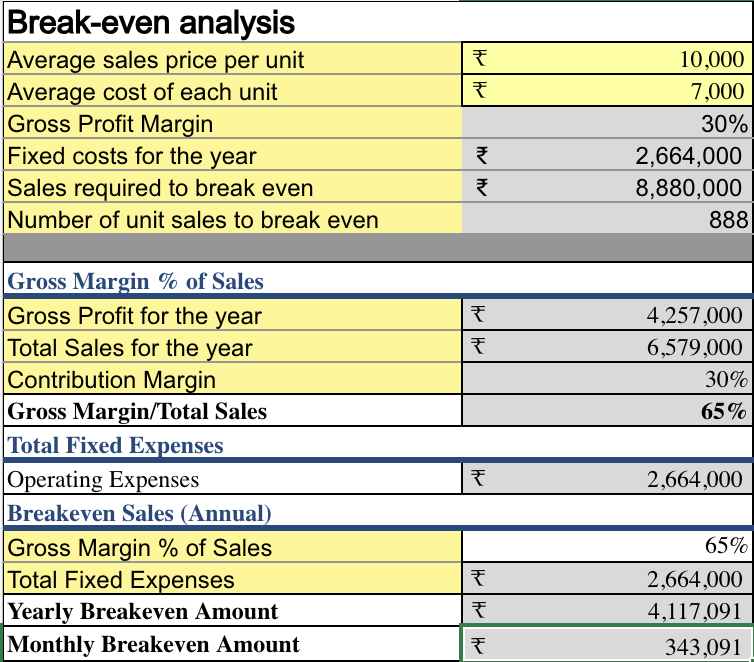 Break-even analysis
Average sales price per unit ₹ 10,000
Average cost of each unit ₹ 7,000
Gross Profit Margin 30%
Fixed costs for the year ₹ 2,664,000
Sales required to break even ₹ 8,880,000
Number of unit sales to break even 888
Gross Margin % of Sales
Gross Profit for the year ₹ 4,257,000
Total Sales for the year ₹ 6,579,000
Contribution Margin 30%
Gross Margin/Total Sales 65%
Total Fixed Expenses
Operating Expenses ₹ 2,664,000
Breakeven Sales (Annual)
Gross Margin % of Sales 65%
Total Fixed Expenses ₹ 2,664,000
Yearly Breakeven Amount ₹ 4,117,091
Monthly Breakeven Amount ₹ 343,091